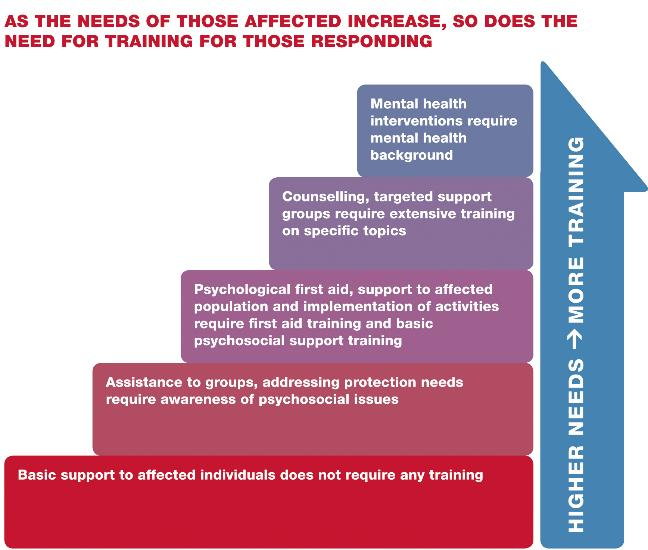 AS THE NEEDS OF THOSE AFFECTED INCREASE, SO DOES THE
NEED FOR TRAINING FOR THOSE RESPONDING
Mental health
interventions require
mental health
background
Counselling, targeted support
groups require extensive training
on specific topics
Psychological first aid, support to affected
population and implementation of activities
require first aid training and basic
psychosocial support training
Assistance to groups, addressing protection needs
require awareness of psychosocial issues
Basic support to affected individuals does not require any training
HIGHER NEEDS → MORE TRAINING